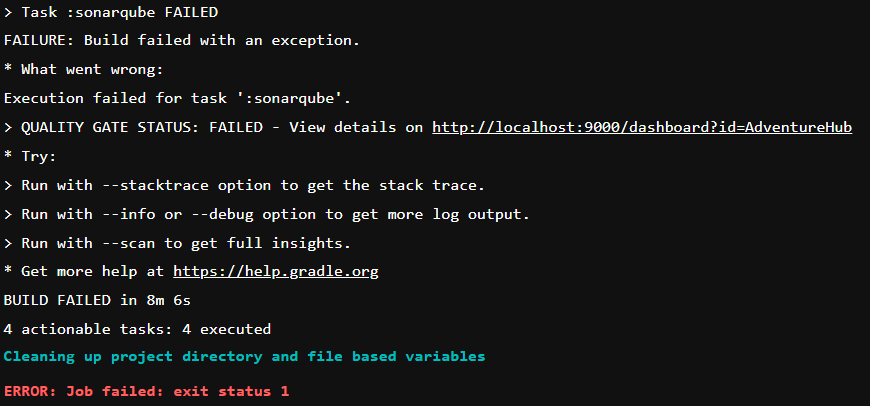 > Task :sonarqube FAILED
FAILURE: Build failed with an exception.
* What went wrong:
Execution failed for task ':sonarqube'.
> QUALITY GATE STATUS: FAILED - View details on http://localhost:9000/dashboard?id=AdventureHub
* Try:
> Run with --stacktrace option to get the stack trace.
> Run with --info or --debug option to get more log output.
> Run with --scan to get full insights.
* Get more help at https://help.gradle.org
BUILD FAILED in 8m 6s
4 actionable tasks: 4 executed
Cleaning up project directory and file based variables
ERROR: Job failed: exit status 1